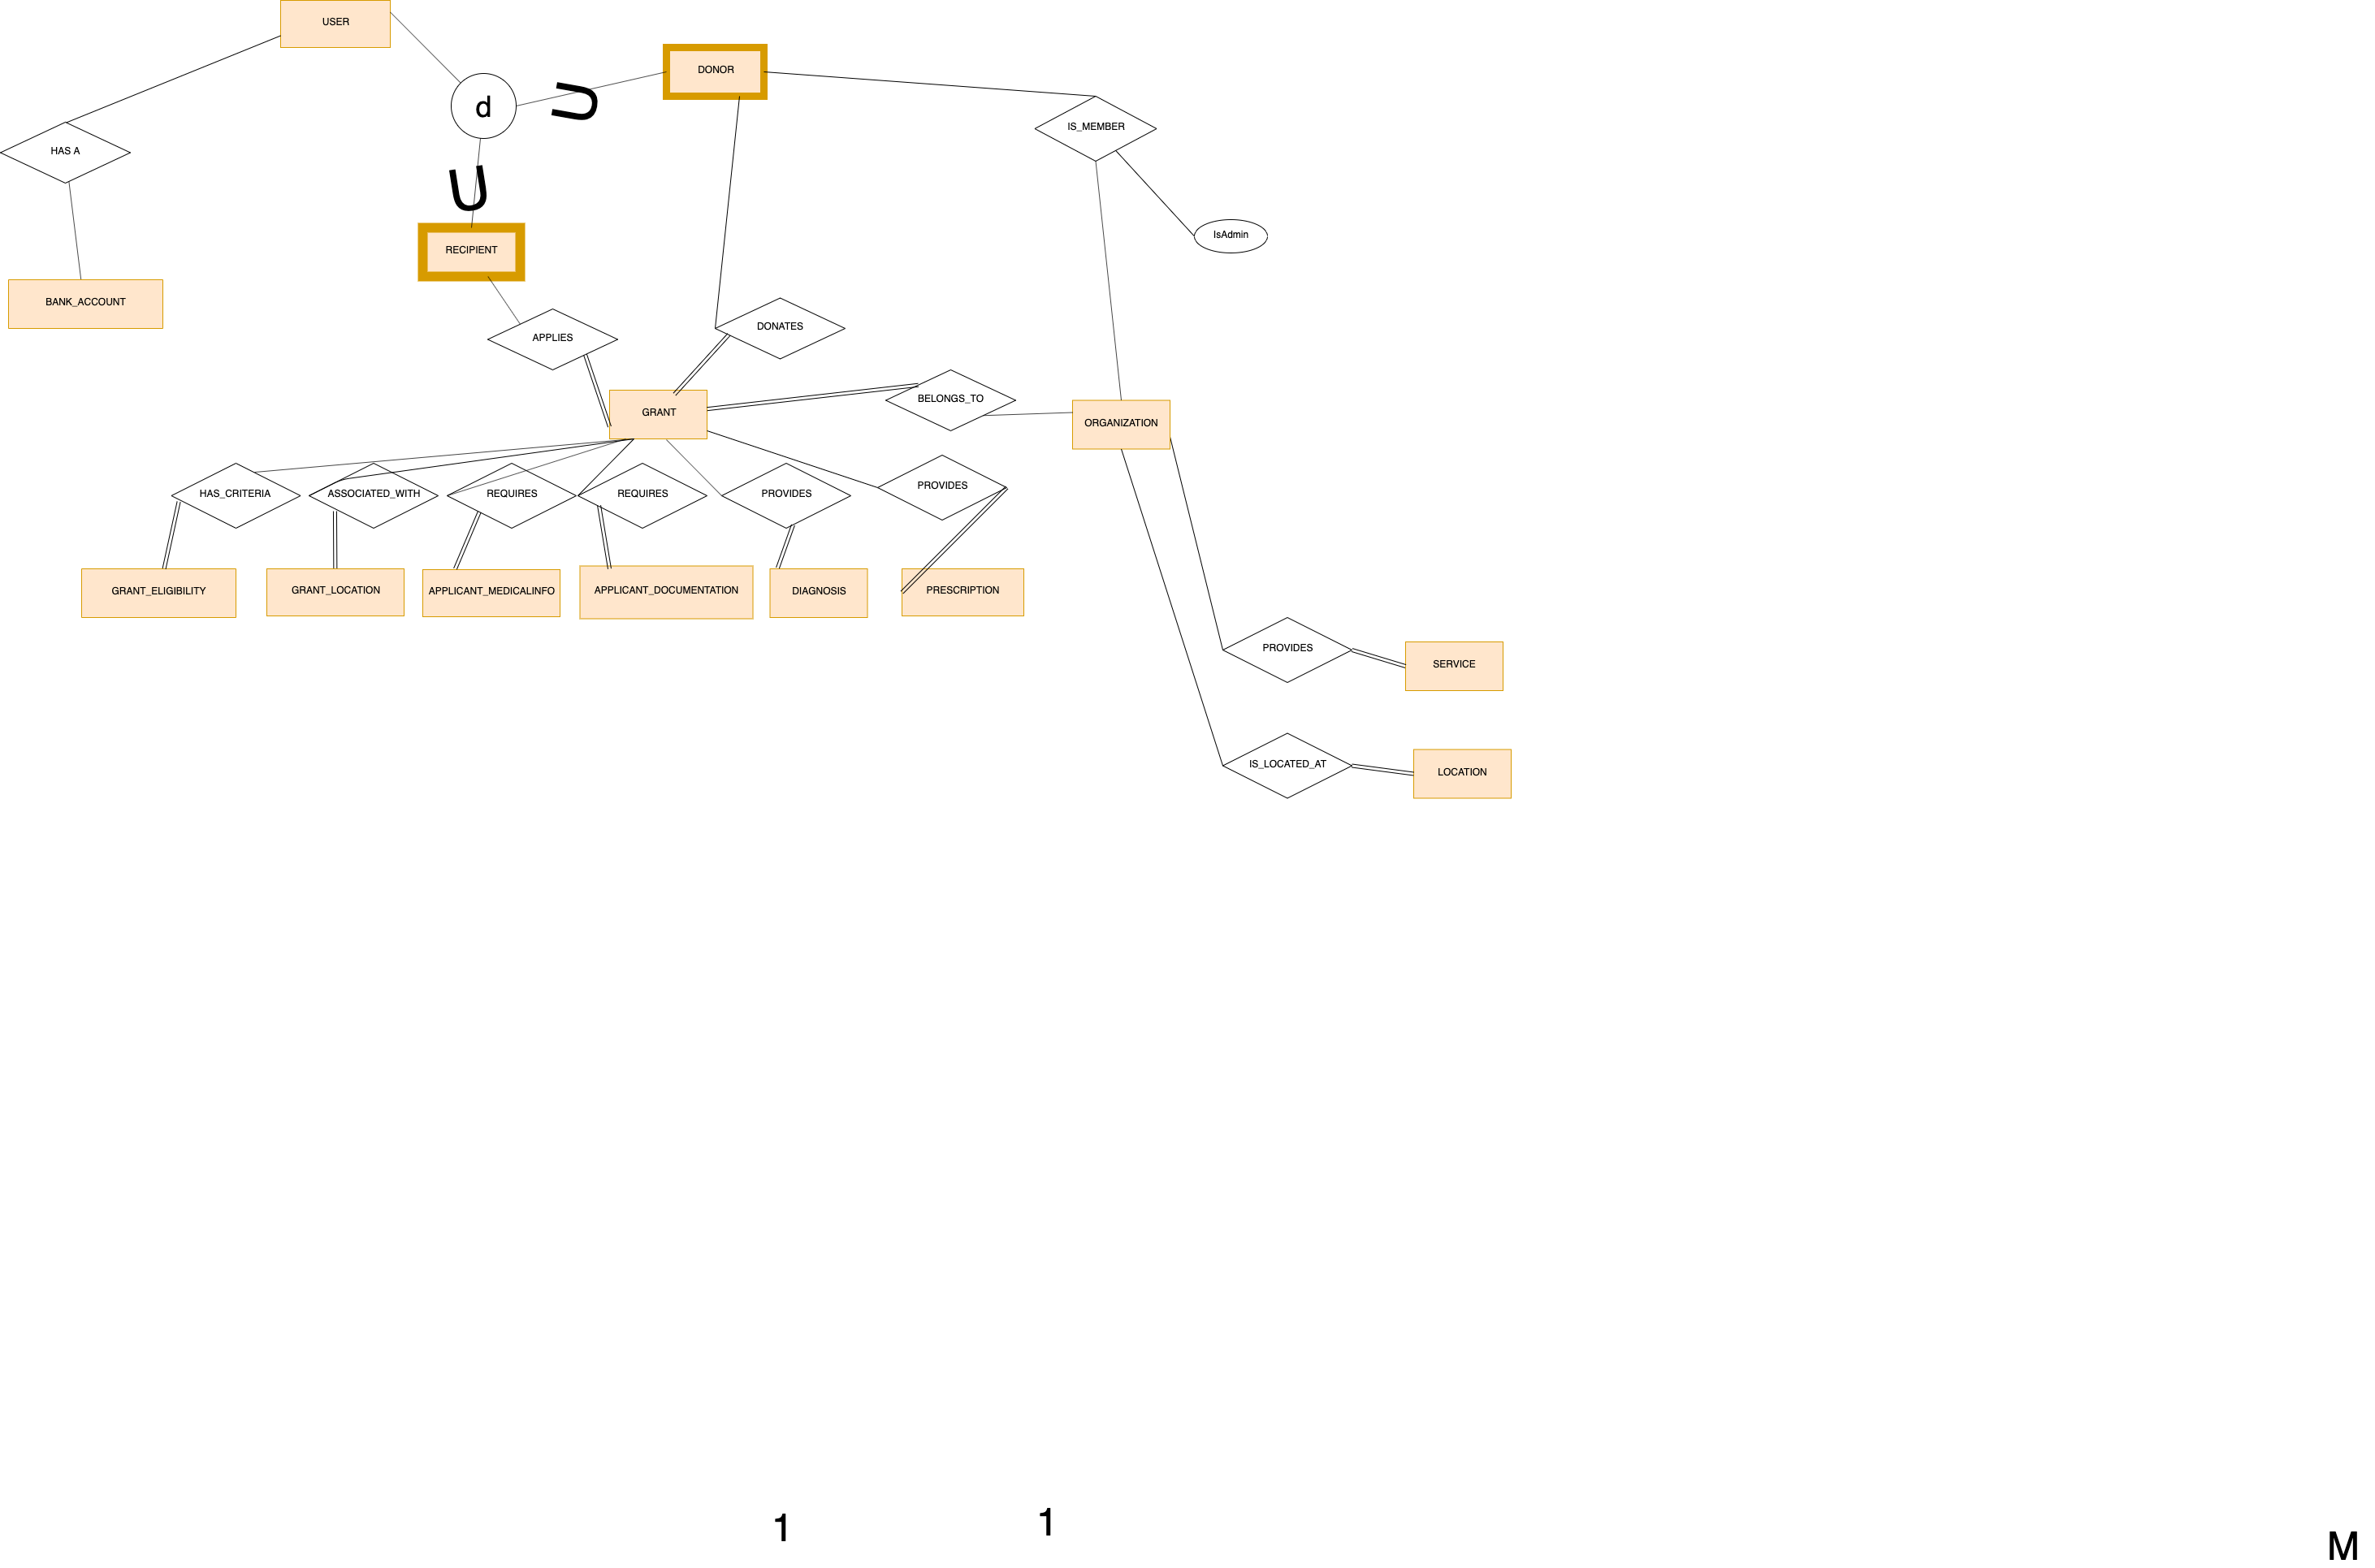 USER
DONOR
d
U
IS_MEMBER
HAS A
U
IsAdmin
RECIPIENT
BANK_ACCOUNT
DONATES
APPLIES
BELONGS_TO
GRANT
ORGANIZATION
HAS_CRITERIA
ASSOCIATED_WITH
REQUIRES
REQUIRES
PROVIDES
PROVIDES
GRANT_ELIGIBILITY
GRANT_LOCATION
APPLICANT_MEDICALINFO
APPLICANT_DOCUMENTATION
DIAGNOSIS
PRESCRIPTION
PROVIDES
SERVICE
IS_LOCATED_AT
LOCATION
1
1
M